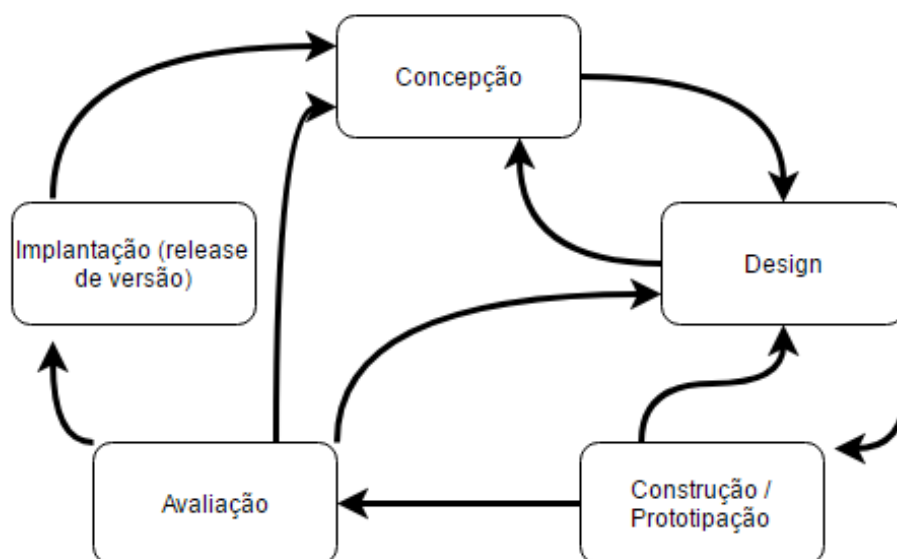 Concepção
Implantação (release
de versão)
Design
Avaliação
Construção /
Prototipação